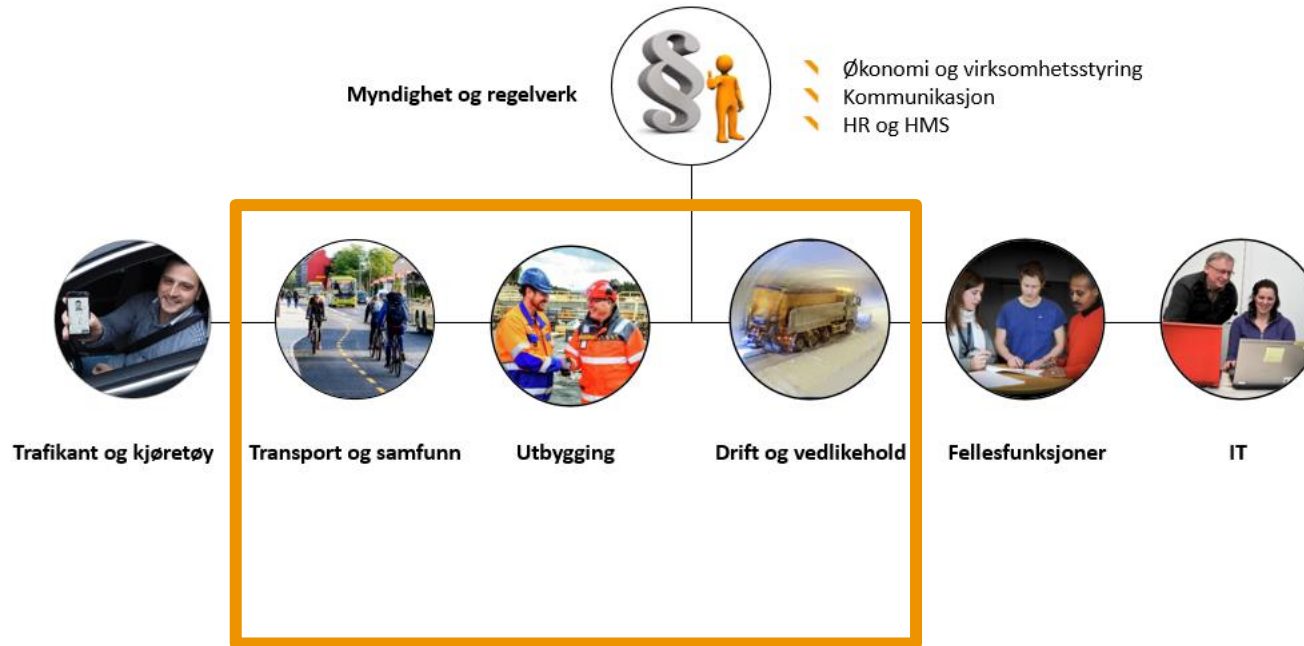 Myndighet og regelverk
Økonomi og virksomhetsstyring
Kommunikasjon
HR og HMS
Trafikant og kjøretøy
Transport og samfunn
Utbygging
Drift og vedlikehold
Fellesfunksjoner
IT